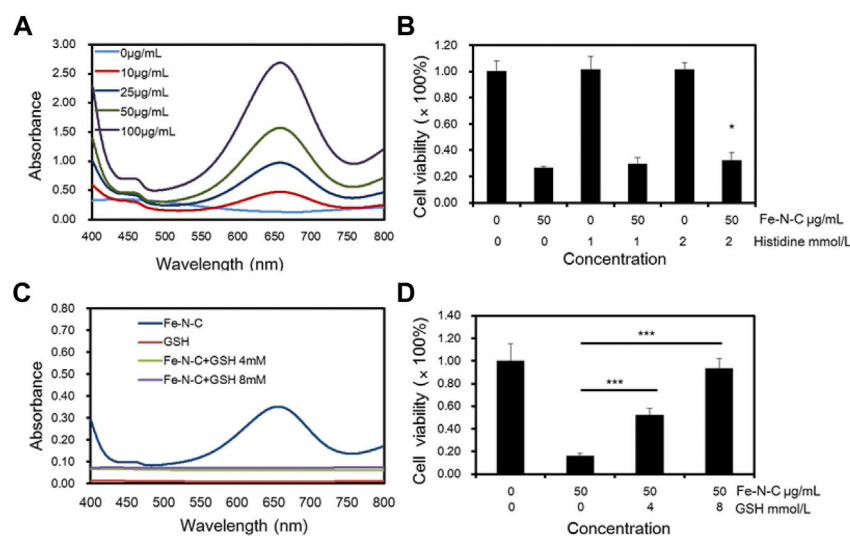 A
3.00
2.50
2.00
1.50
1.00
0.50
0.00
Absorbance
0µg/mL
10µg/mL
25µg/mL
50µg/mL
100µg/mL
400 450 500 550 600 650 700 750 800
Wavelength (nm)
B
1.20
1.00
0.80
0.60
0.40
0.20
0.00
Cell viability ( × 100%)
*
0 50 0 50 0 50 Fe-N-C µg/mL
0 0 1 1 2 2 Histidine mmol/L
Concentration
C
0.80
0.70
0.60
0.50
0.40
0.30
0.20
0.10
0.00
Absorbance
Fe-N-C
GSH
Fe-N-C+GSH 4mM
Fe-N-C+GSH 8mM
400 450 500 550 600 650 700 750 800
Wavelength (nm)
D
1.40
1.20
1.00
0.80
0.60
0.40
0.20
0.00
Cell viability ( × 100%)
***
***
0 50 50 50 Fe-N-C µg/mL
0 0 4 8 GSH mmol/L
Concentration